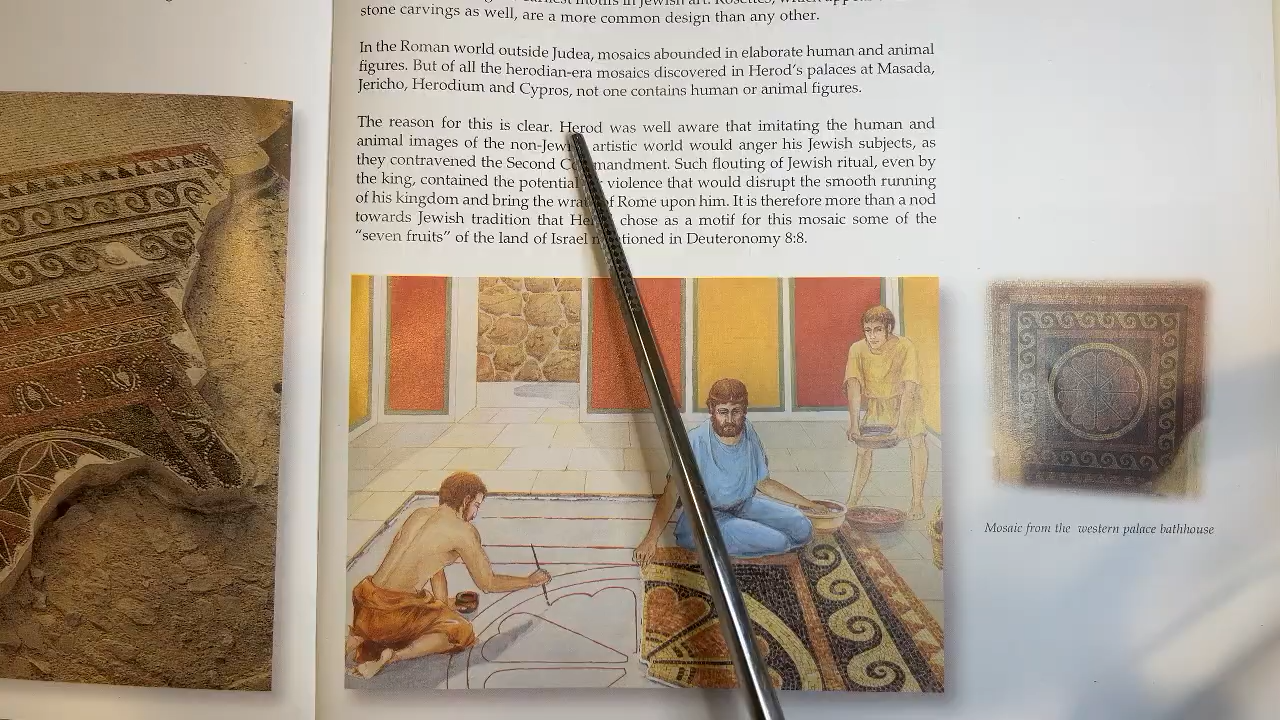 stone carvings as well, are a more common design than any other.
In the Roman world outside Judea, mosaics abounded in elaborate human and animal
figures. But of all the herodian-era mosaics discovered in Herod's palaces at Masada,
Jericho, Herodium and Cypros, not one contains human or animal figures.
The reason for this is clear. Herod was well aware that imitating the human and
animal images of the non-Jew artistic world would anger his Jewish subjects, as
they contravened the Second C mandment. Such flouting of Jewish ritual, even by
the king, contained the potential violence that would disrupt the smooth running
of his kingdom and bring the wra of Rome upon him. It is therefore more than a nod
towards Jewish tradition that He chose as a motif for this mosaic some of the
"seven fruits" of the land of Israel tioned in Deuteronomy 8:8.
Mosaic from the western palace bathhouse